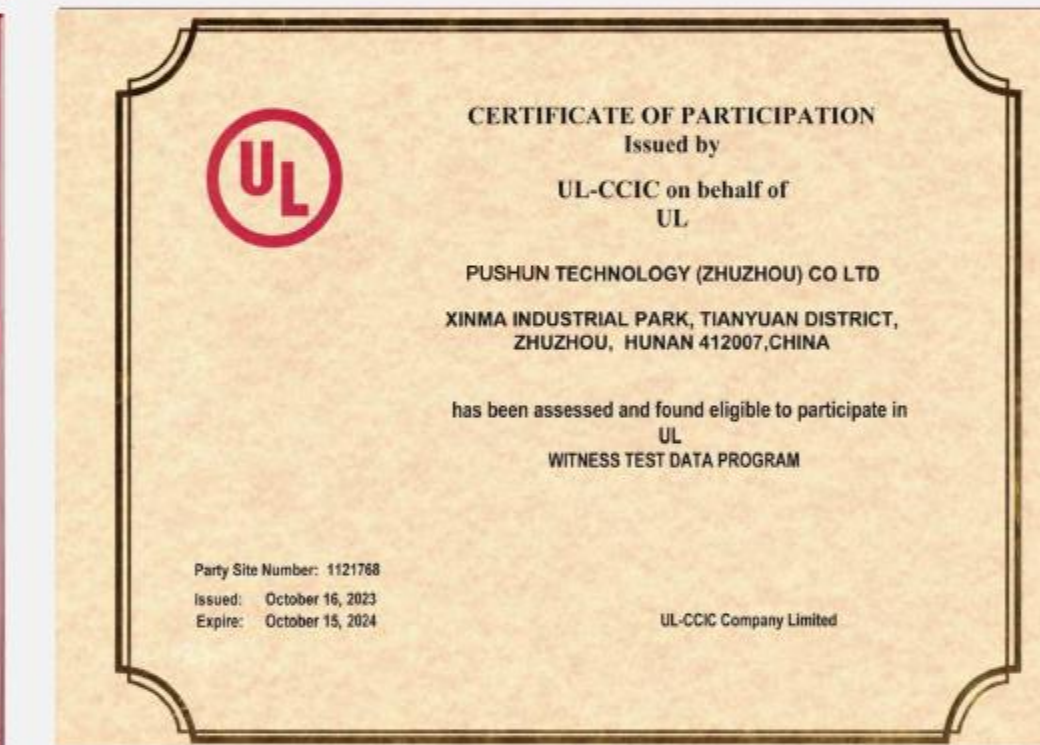 UL
CERTIFICATE OF PARTICIPATION
Issued by
UL-CCIC on behalf of
UL
PUSHUN TECHNOLOGY (ZHUZHOU) CO LTD
XINMA INDUSTRIAL PARK, TIANYUAN DISTRICT,
ZHUZHOU, HUNAN 412007,CHINA
has been assessed and found eligible to participate in
UL
WITNESS TEST DATA PROGRAM
Party Site Number: 1121768
Issued: October 16, 2023
Expire: October 15, 2024
UL-CCIC Company Limited